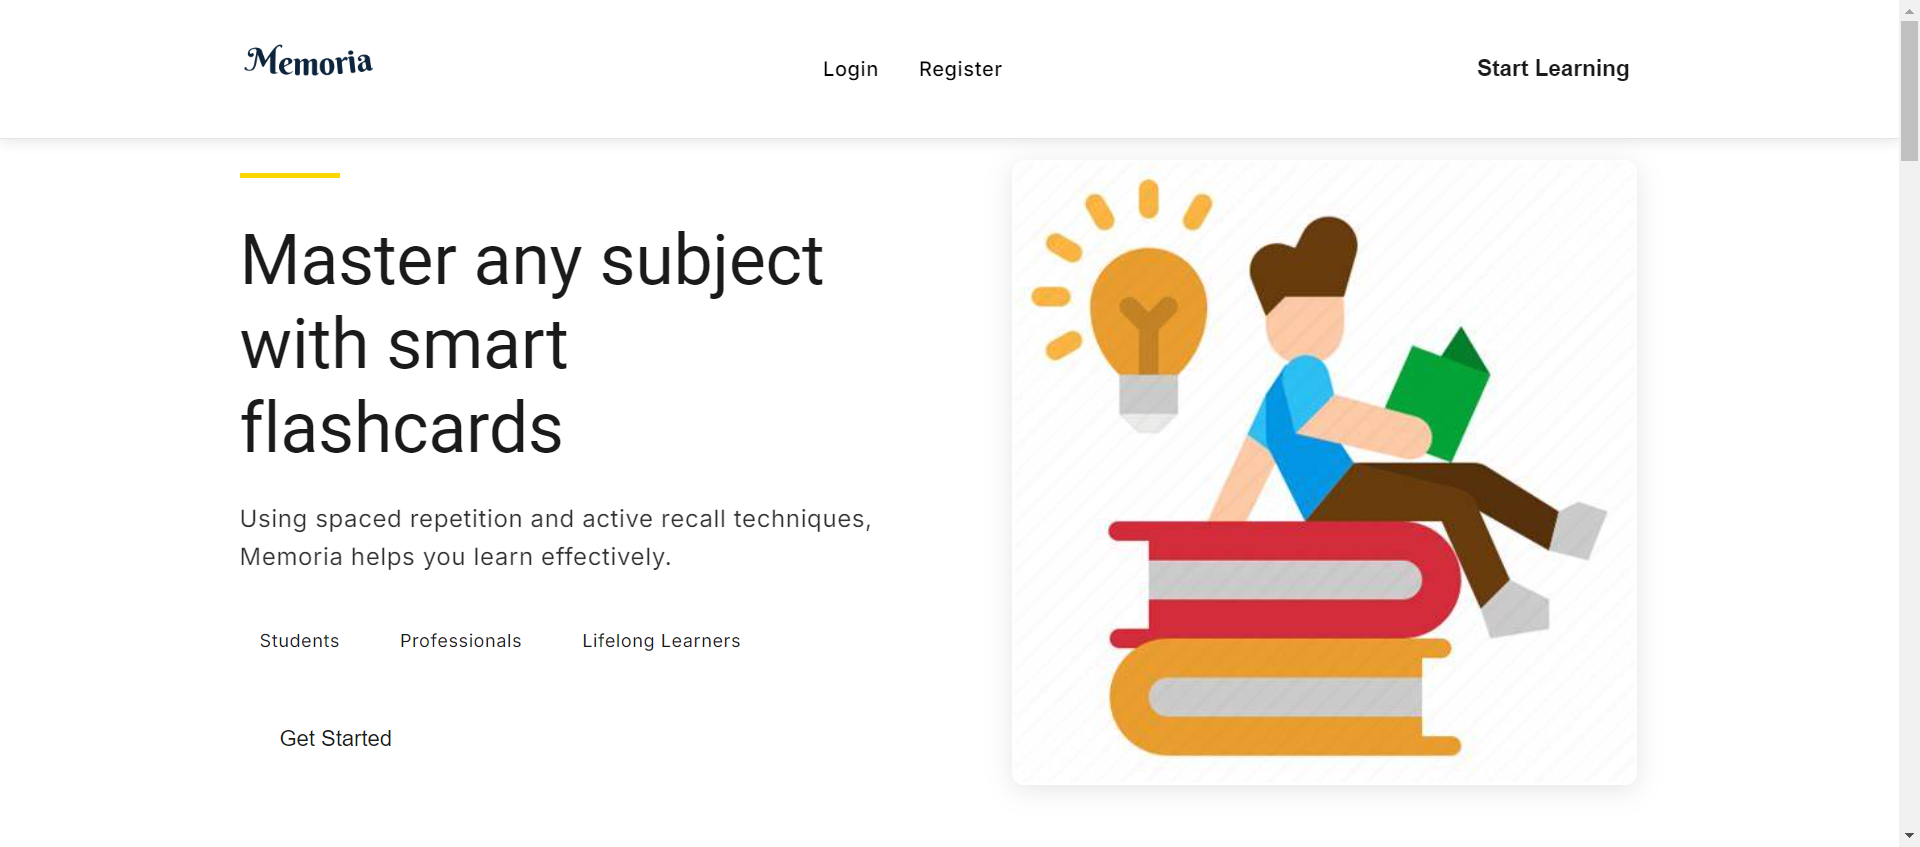 Memoria
Login Register
Start Learning
Master any subject
with smart
flashcards
Using spaced repetition and active recall techniques,
Memoria helps you learn effectively.
Students Professionals Lifelong Learners
Get Started